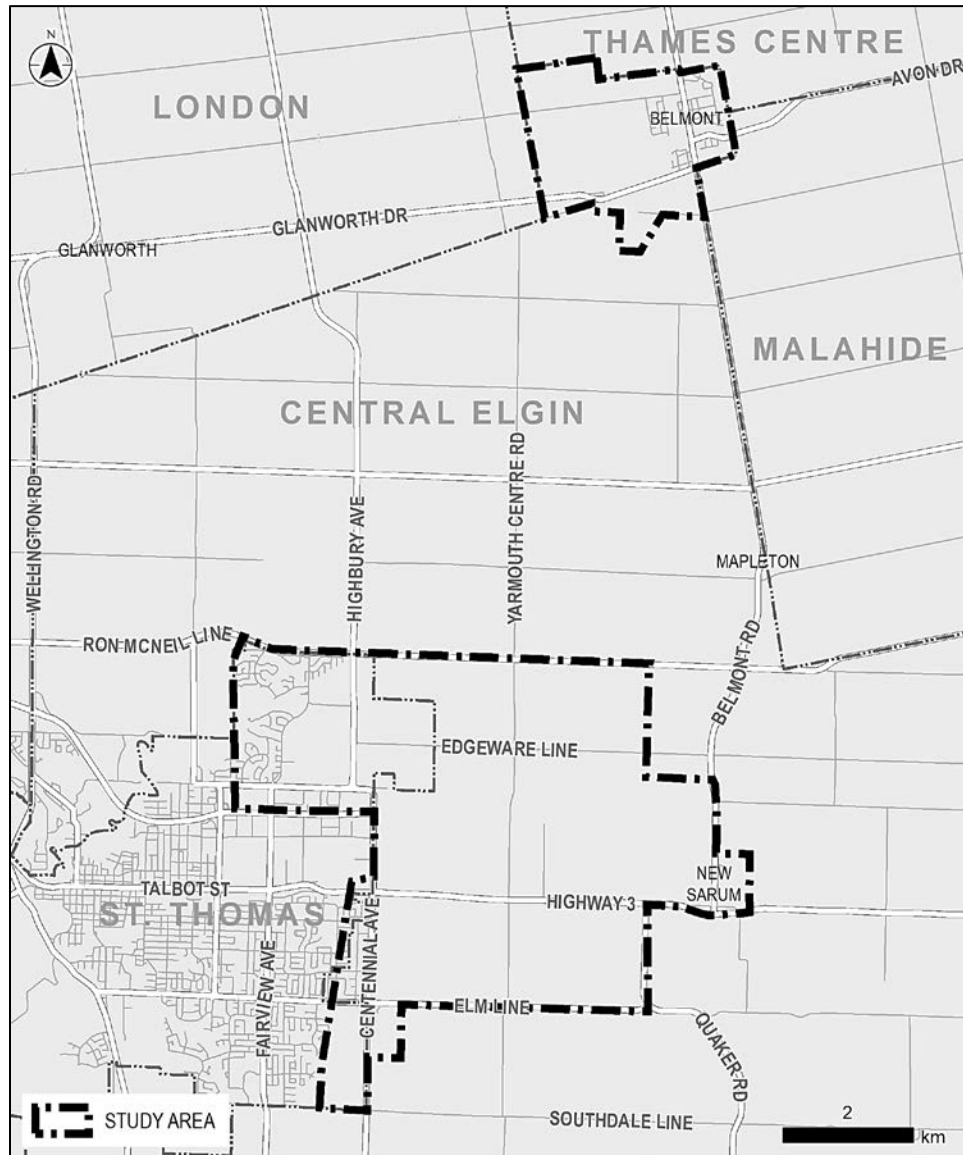 N
THAMES CENTRE
AVON DR
LONDON
BELMONT
GLANWORTH DR
GLANWORTH
MALAHIDE
CENTRAL ELGIN
WELLINGTON RD
HIGHBURY AVE
YARMOUTH CENTRE RD
MAPLETON
RON MCNEIL LINE
BELMONT RD
EDGEWARE LINE
NEW
SARUM
TALBOT ST
HIGHWAY 3
ST. THOMAS
FAIRVIEW AVE
CENTENNIAL AVE
ELM LINE
QUAKER RD
STUDY AREA
SOUTHDALE LINE
2
km